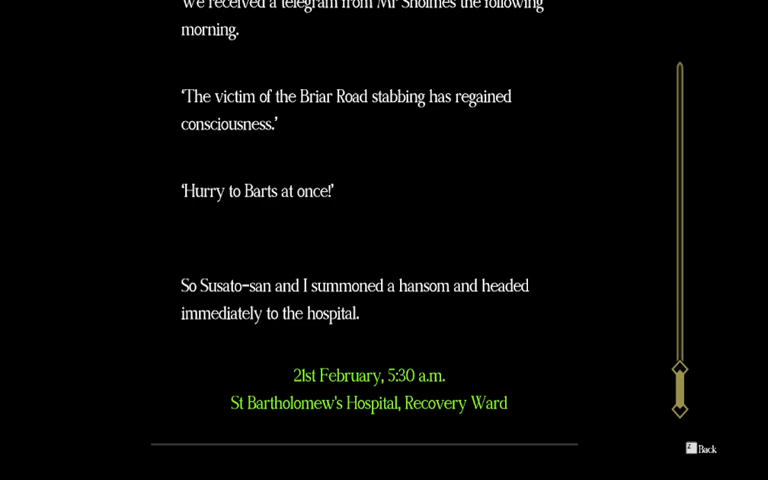 We received a telegram from Mr Sholmes the following
morning.
‘The victim of the Briar Road stabbing has regained
consciousness.’
‘Hurry to Barts at once!’
So Susato-san and I summoned a hansom and headed
immediately to the hospital.
21st February, 5:30 a.m.
St Bartholomew's Hospital, Recovery Ward
Z Back